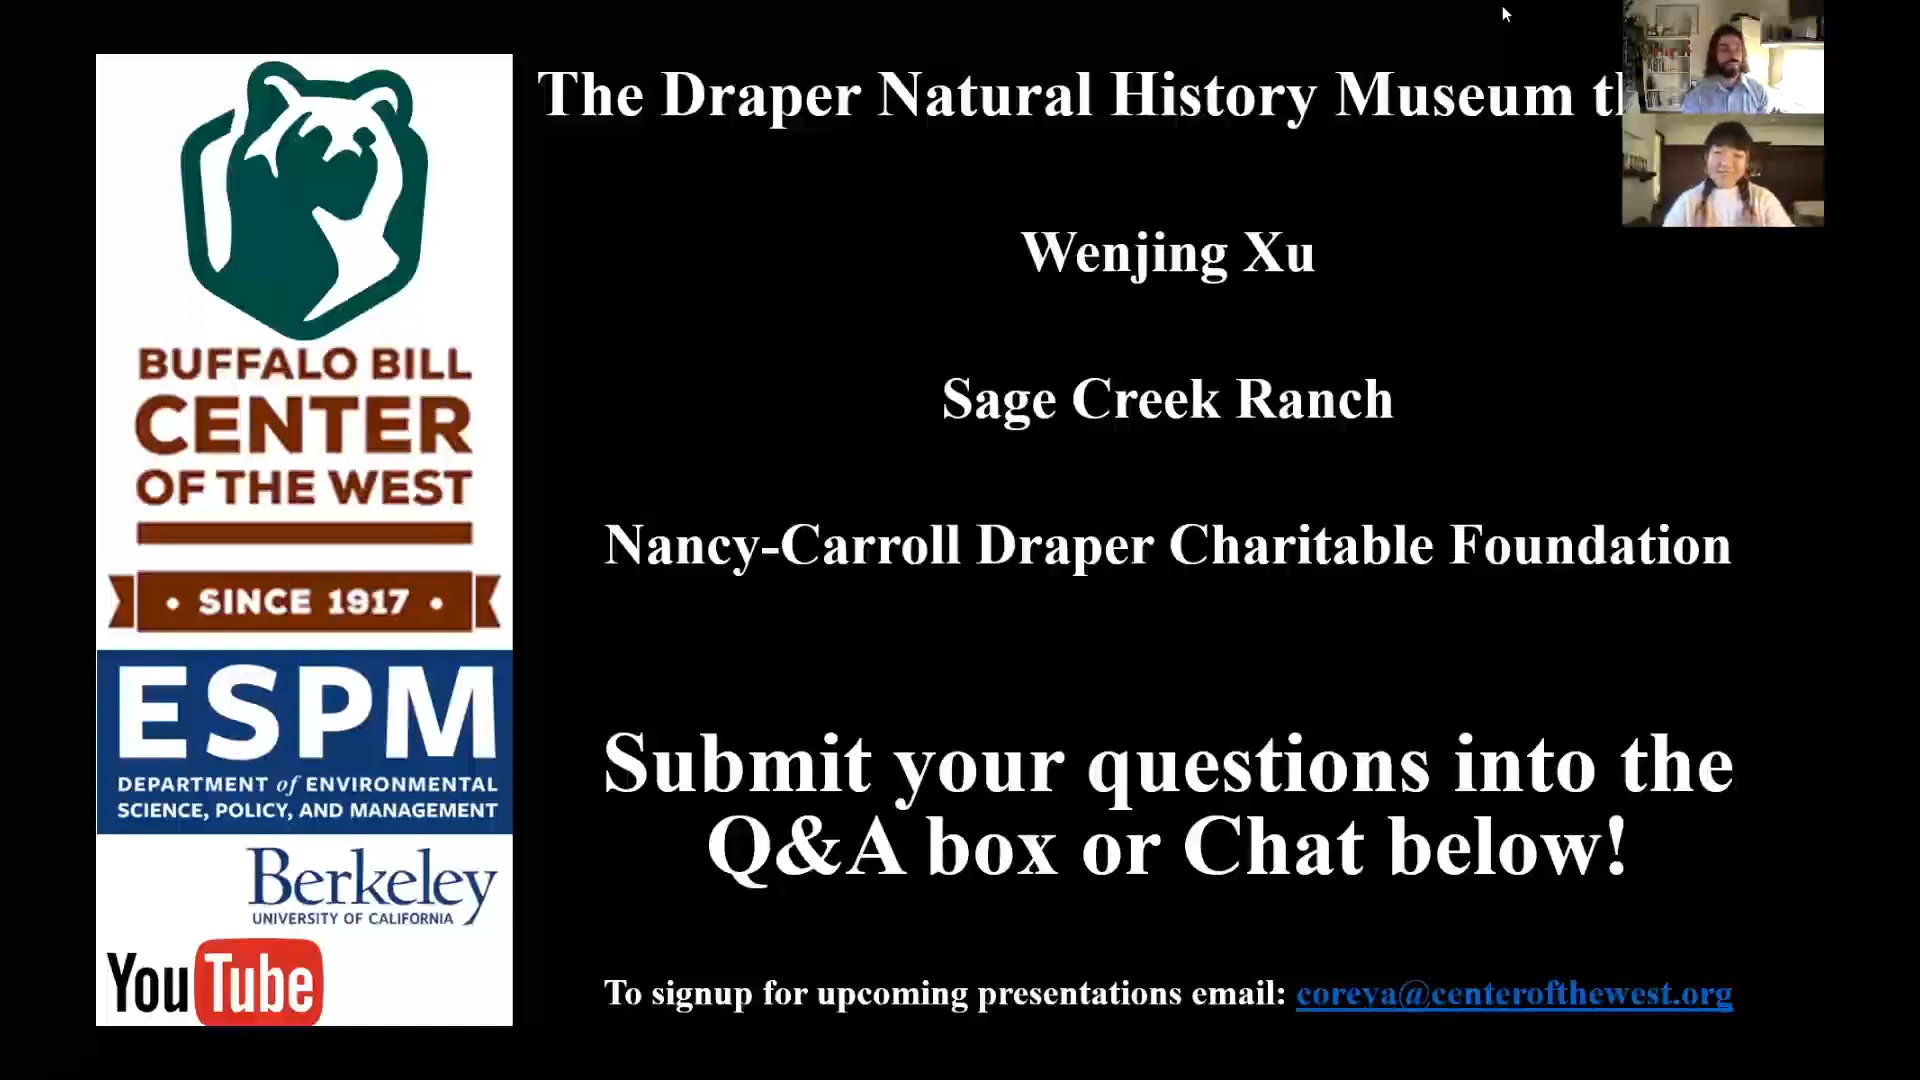 The Draper Natural History Museum
Wenjing Xu
Sage Creek Ranch
Nancy-Carroll Draper Charitable Foundation
Submit your questions into the
Q&A box or Chat below!
To signup for upcoming presentations email: coreya@centerofthewest.org
BUFFALO BILL
CENTER
OF THE WEST
• SINCE 1917 •
ESPM
DEPARTMENT of ENVIRONMENTAL
SCIENCE, POLICY, AND MANAGEMENT
Berkeley
UNIVERSITY OF CALIFORNIA
YouTube